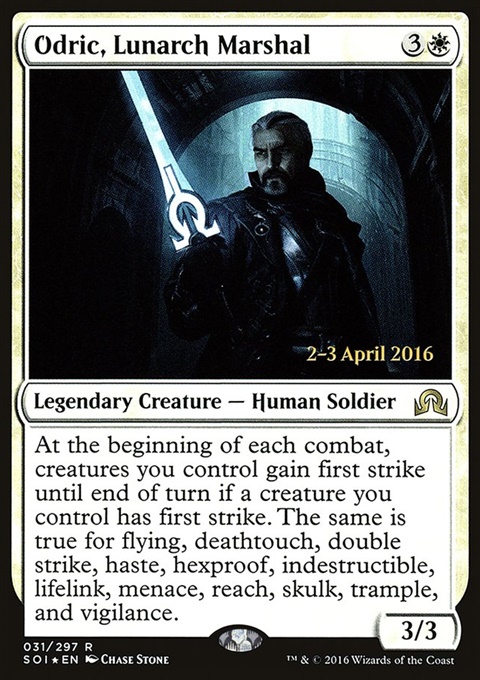 Odric, Lunarch Marshal 3
2-3 April 2016
Legendary Creature — Human Soldier
At the beginning of each combat,
creatures you control gain first strike
until end of turn if a creature you
control has first strike. The same is
true for flying, deathtouch, double
strike, haste, hexproof, indestructible,
lifelink, menace, reach, skulk, trample,
and vigilance.
3/3
031/297 R
SOI★EN Chase Stone
™ & © 2016 Wizards of the Coast